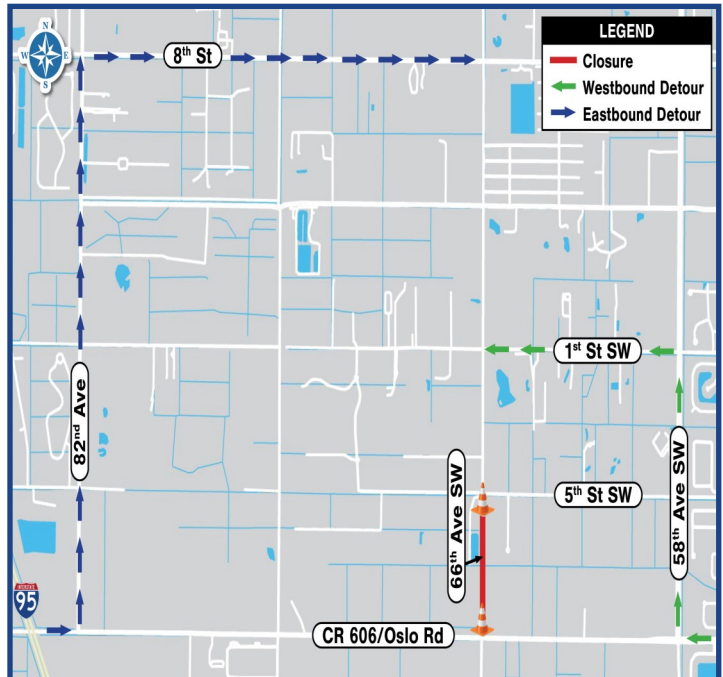 N
W E
S
8th St
LEGEND
Closure
Westbound Detour
Eastbound Detour
1st St SW
82nd Ave
66th Ave SW
5th St SW
58th Ave SW
INTERSTATE
95
CR 606/Oslo Rd